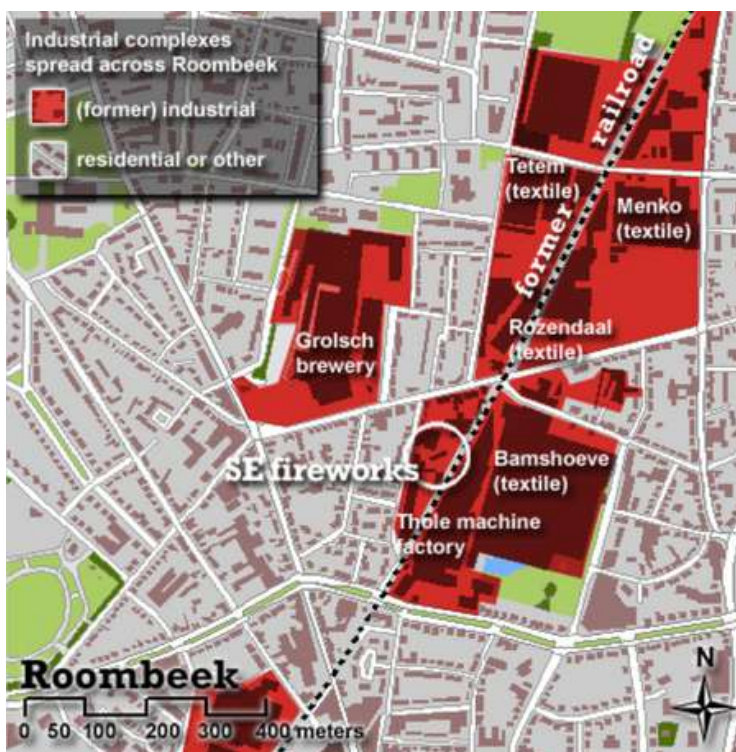 Industrial complexes
spread across Roombeek
(former) industrial
residential or other
former railroad
Tetem
(textile)
Menko
(textile)
Grolsch
brewery
Rozendaal
(textile)
SE fireworks
Bamshoeve
(textile)
Thole machine
factory
Roombeek
0 50 100 200 300 400 meters
N